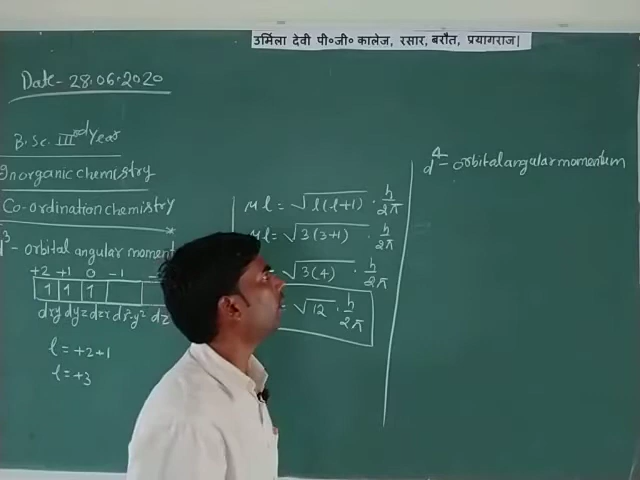 उर्मिला देवी पी०जी० कालेज, रसार, बरौत, प्रयागराज|
Date- 28.06.2020
B.Sc. IIIrd Year
Inorganic chemistry
Co-ordination chemistry
d³- orbital angular moment
+2 +1 0 -1
1 1 1
dxy dyz dzx dx²-y² dz
l = +2+1
l = +3
μl = √l(l+1) · h/2π
μl = √3(3+1) · h/2π
= √3(4) · h/2π
= √12 · h/2π
d⁴- orbital angular momentum